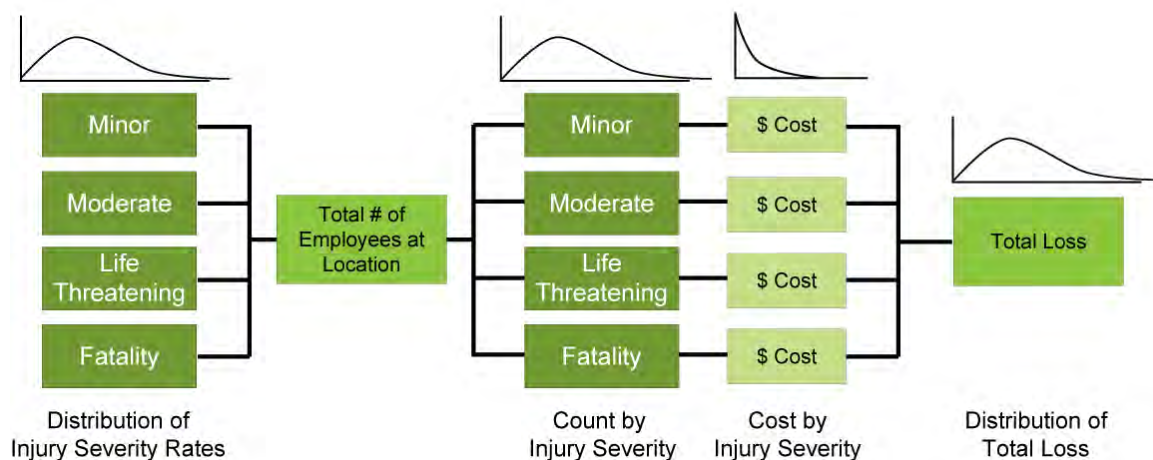 Minor
Moderate
Life
Threatening
Fatality
Distribution of
Injury Severity Rates
Total # of
Employees at
Location
Minor
Moderate
Life
Threatening
Fatality
Count by
Injury Severity
$ Cost
$ Cost
$ Cost
$ Cost
Cost by
Injury Severity
Total Loss
Distribution of
Total Loss